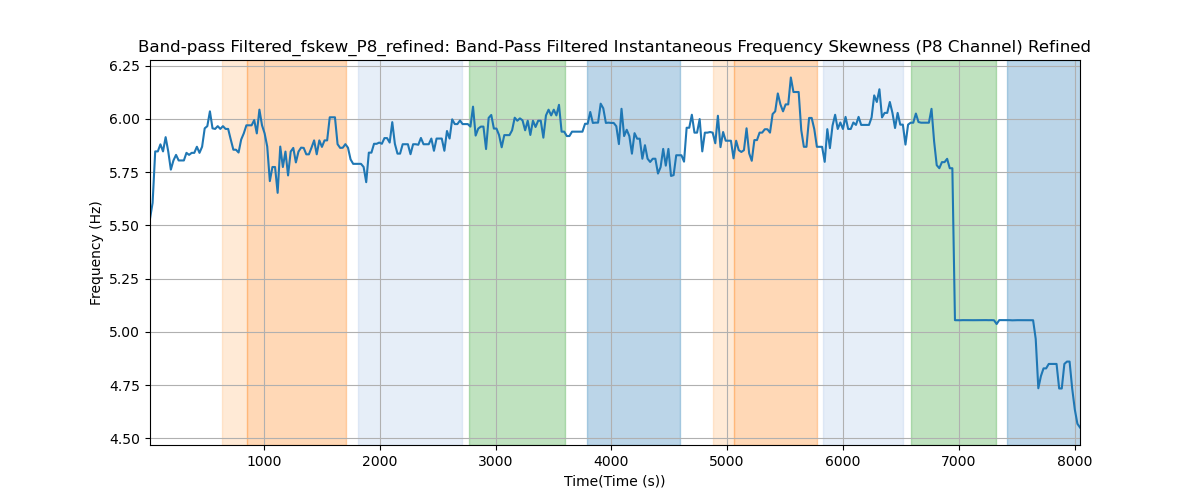 Band-pass Filtered_fskew_P8_refined: Band-Pass Filtered Instantaneous Frequency Skewness (P8 Channel) Refined
6.25
6.00
5.75
5.50
5.25
5.00
4.75
4.50
Frequency (Hz)
1000 2000 3000 4000 5000 6000 7000 8000
Time(Time (s))